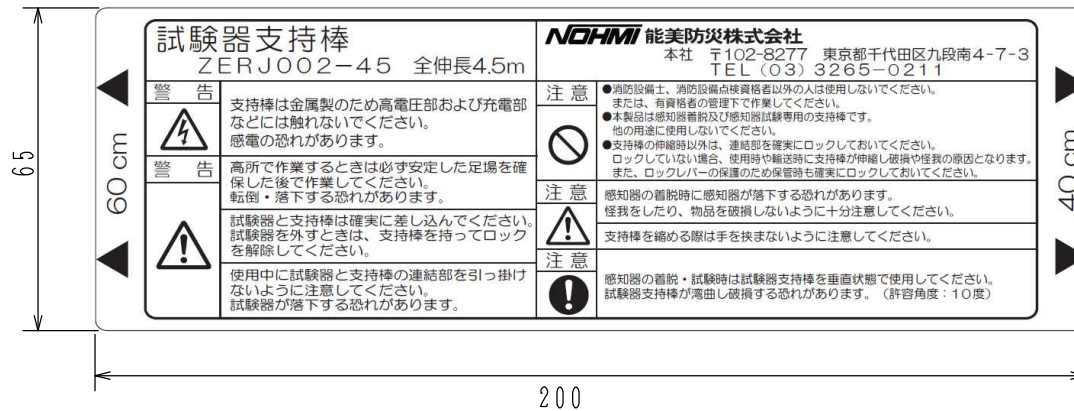 試験器支持棒
ZERJ002-45 全伸長4.5m
警告
支持棒は金属製のため高電圧部および充電部
などには触れないでください。
感電の恐れがあります。
警告
高所で作業するときは必ず安定した足場を確
保した後で作業してください。
転倒・落下する恐れがあります。
試験器と支持棒は確実に差し込んでください。
試験器を外すときは、支持棒を持ってロック
を解除してください。
使用中に試験器と支持棒の連結部を引っ掛け
ないように注意してください。
試験器が落下する恐れがあります。
NOHMI 能美防災株式会社
本社 〒102-8277 東京都千代田区九段南4-7-3
TEL(03)3265-0211
注意
●消防設備士、消防設備点検資格者以外の人は使用しないでください。
または、有資格者の管理下で作業してください。
●本製品は感知器着脱及び感知器試験専用の支持棒です。
他の用途に使用しないでください。
●支持棒の伸縮時以外は、連結部を確実にロックしておいてください。
ロックしていない場合、使用時や輸送時に支持棒が伸縮し破損や怪我の原因となります。
また、ロックレバーの保護のため保管時も確実にロックしておいてください。
注意
感知器の着脱時に感知器が落下する恐れがあります。
怪我をしたり、物品を破損しないように十分注意してください。
支持棒を縮める際は手を挟まないように注意してください。
注意
感知器の着脱・試験時は試験器支持棒を垂直状態で使用してください。
試験器支持棒が湾曲し破損する恐れがあります。(許容角度：10度)
60cm
40cm
65
200